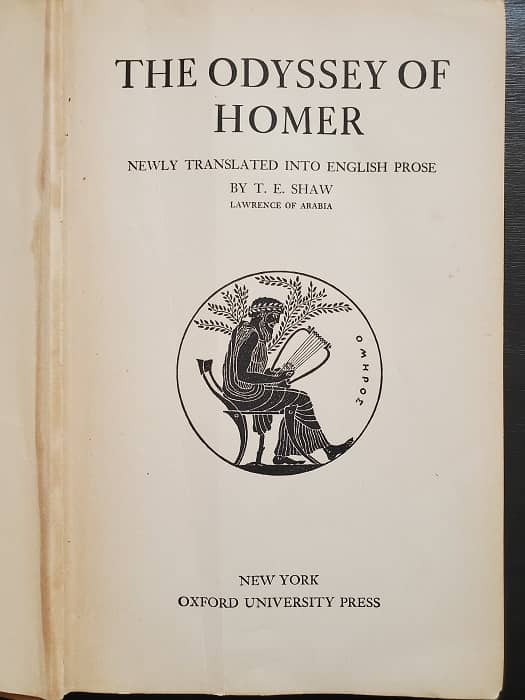 THE ODYSSEY OF
HOMER
NEWLY TRANSLATED INTO ENGLISH PROSE
BY T. E. SHAW
LAWRENCE OF ARABIA
ΟΜΗΡΟΣ
NEW YORK
OXFORD UNIVERSITY PRESS